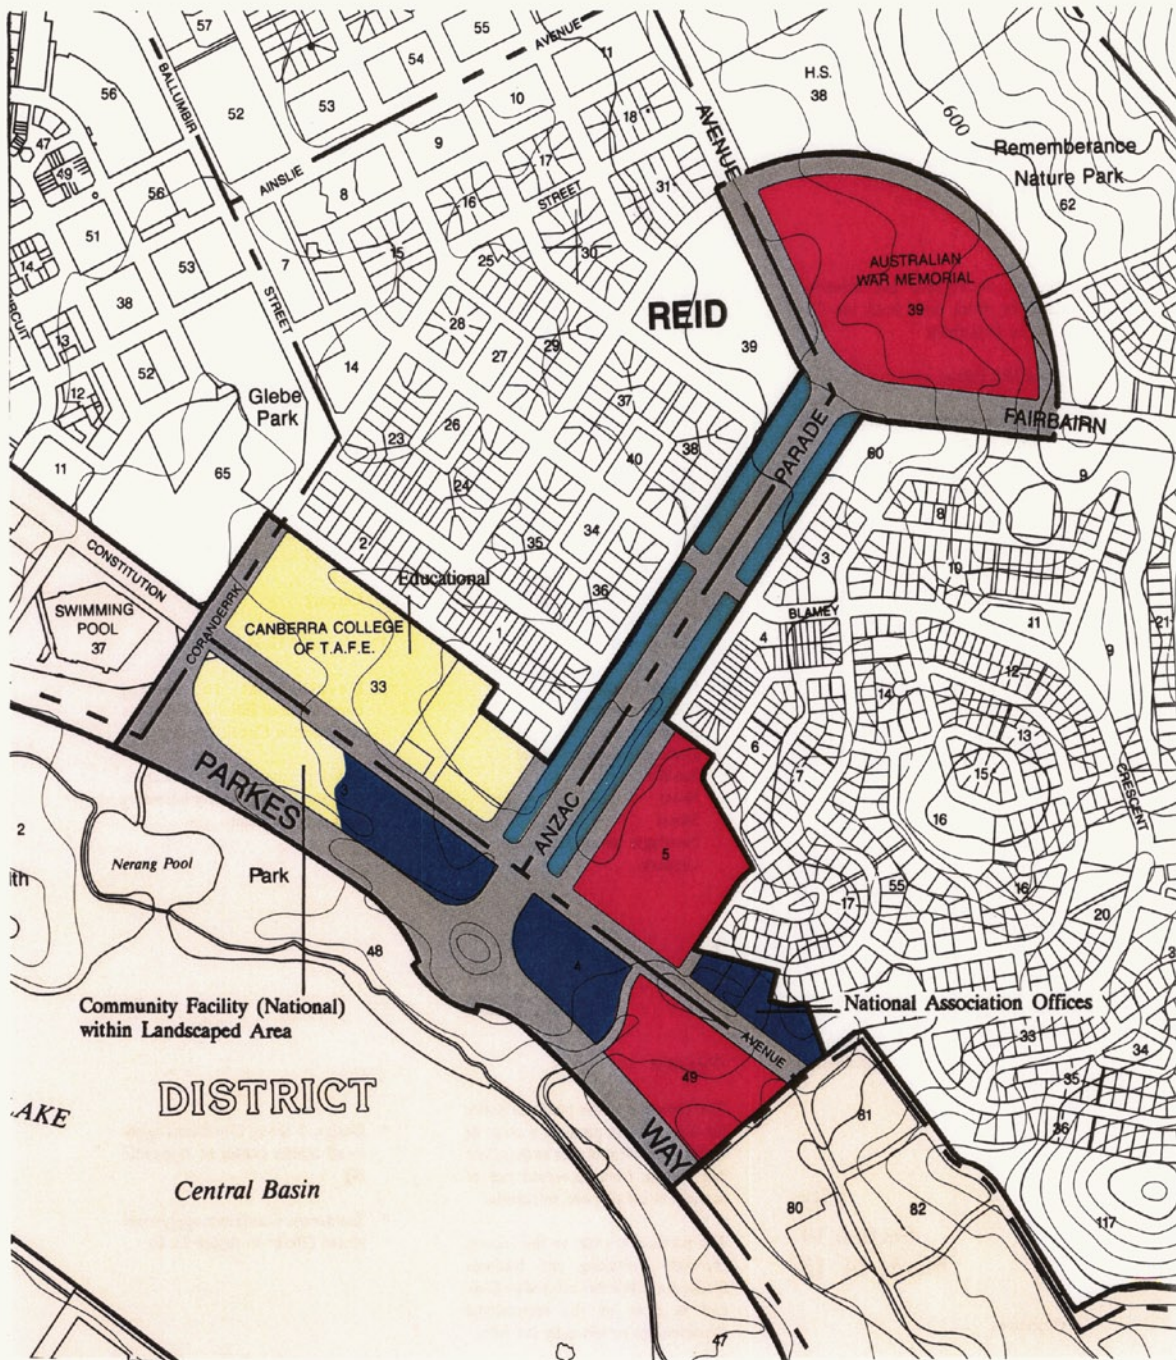 57
55
AVENUE
11
54
56
BALLUMBIR
52
53
10
H.S.
38
18
600
47
49
9
17
AVENUE
Rememberance
Nature Park
62
AINSLIE
8
16
STREET
31
56
51
15
25
30
AUSTRALIAN
WAR MEMORIAL
39
14
53
7
38
STREET
REID
28
39
13
27
29
52
14
12
Glebe
Park
37
FAIRBAIRN
26
PARADE
23
40
38
60
11
65
24
9
8
34
2
35
3
10
CONSTITUTION
Educational
36
SWIMMING
POOL
37
CORANDERRK
CANBERRA COLLEGE
OF T.A.F.E.
33
1
BLAMEY
4
11
21
9
12
14
13
6
7
15
PARKES
3
ANZAC
CRESCENT
16
2
Nerang Pool
Park
5
55
16
17
20
48
4
Community Facility (National)
within Landscaped Area
National Association Offices
AVENUE
33
34
49
35
36
81
DISTRICT
WAY
Central Basin
80
82
117
47